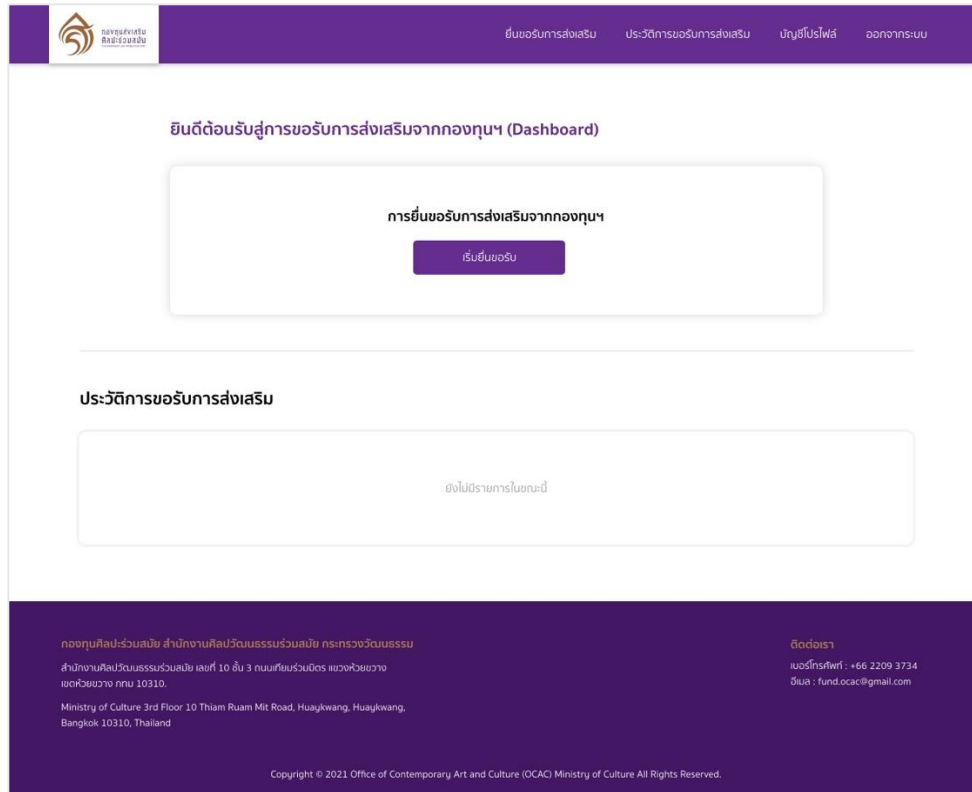 กองทุนส่งเสริม
ศิลปะร่วมสมัย
ยื่นขอรับการส่งเสริม
ประวัติการขอรับการส่งเสริม
บัญชีโปรไฟล์
ออกจากระบบ
ยินดีต้อนรับสู่การขอรับการส่งเสริมจากกองทุนฯ (Dashboard)
การยื่นขอรับการส่งเสริมจากกองทุนฯ
เริ่มยื่นขอรับ
ประวัติการขอรับการส่งเสริม
ยังไม่มีรายการในขณะนี้
กองทุนศิลปะร่วมสมัย สำนักงานศิลปวัฒนธรรมร่วมสมัย กระทรวงวัฒนธรรม
สำนักงานศิลปวัฒนธรรมร่วมสมัย เลขที่ 10 ชั้น 3 ถนนเทียมร่วมมิตร แขวงห้วยขวาง
เขตห้วยขวาง กทม 10310.
Ministry of Culture 3rd Floor 10 Thiam Ruam Mit Road, Huaykwang, Huaykwang,
Bangkok 10310, Thailand
ติดต่อเรา
เบอร์โทรศัพท์ : +66 2209 3734
อีเมล : fund.ocac@gmail.com
Copyright © 2021 Office of Contemporary Art and Culture (OCAC) Ministry of Culture All Rights Reserved.